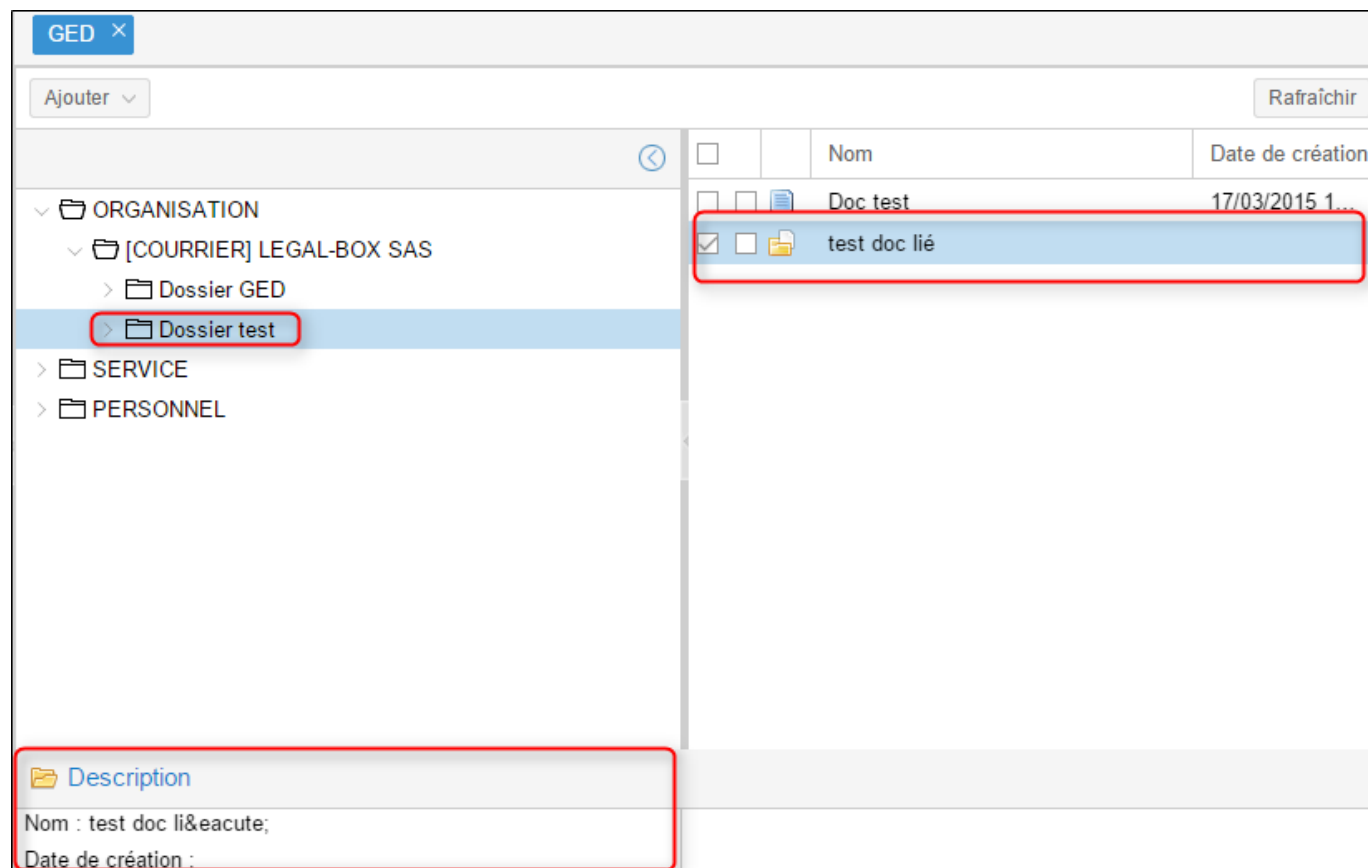 GED ×
Ajouter
Rafraîchir
Nom Date de création
ORGANISATION
[COURRIER] LEGAL-BOX SAS
Dossier GED
Dossier test
SERVICE
PERSONNEL
Doc test 17/03/2015 1...
test doc lié
Description
Nom : test doc li&eacute;
Date de création :